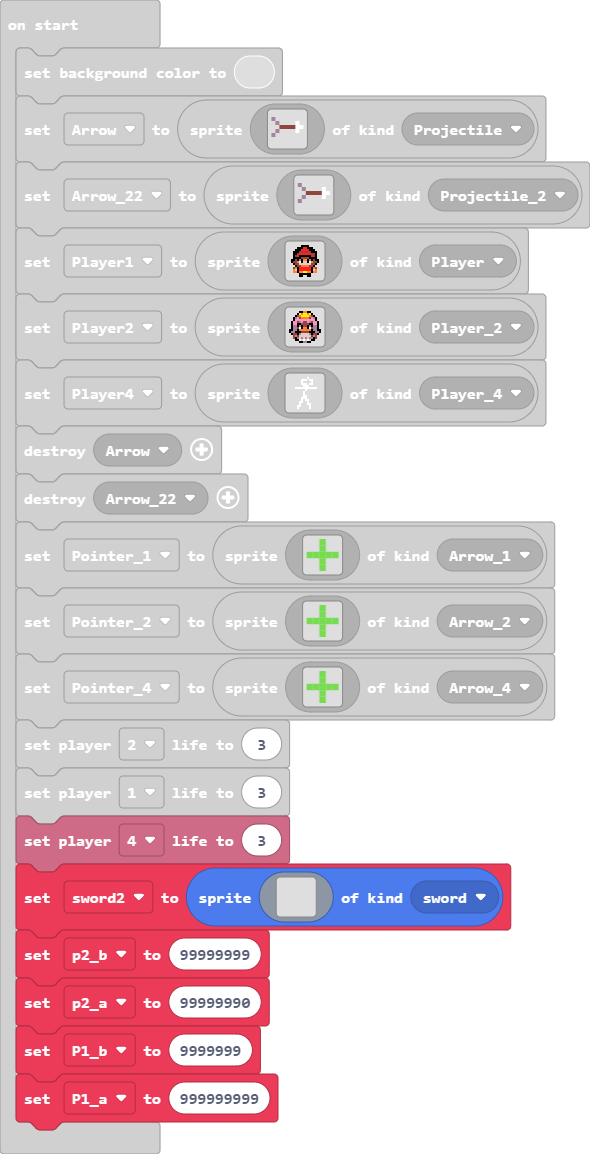 on start
set background color to
set Arrow to sprite of kind Projectile
set Arrow_22 to sprite of kind Projectile_2
set Player1 to sprite of kind Player
set Player2 to sprite of kind Player_2
set Player4 to sprite of kind Player_4
destroy Arrow
destroy Arrow_22
set Pointer_1 to sprite of kind Arrow_1
set Pointer_2 to sprite of kind Arrow_2
set Pointer_4 to sprite of kind Arrow_4
set player 2 life to 3
set player 1 life to 3
set player 4 life to 3
set sword2 to sprite of kind sword
set p2_b to 99999999
set p2_a to 99999990
set P1_b to 9999999
set P1_a to 999999999